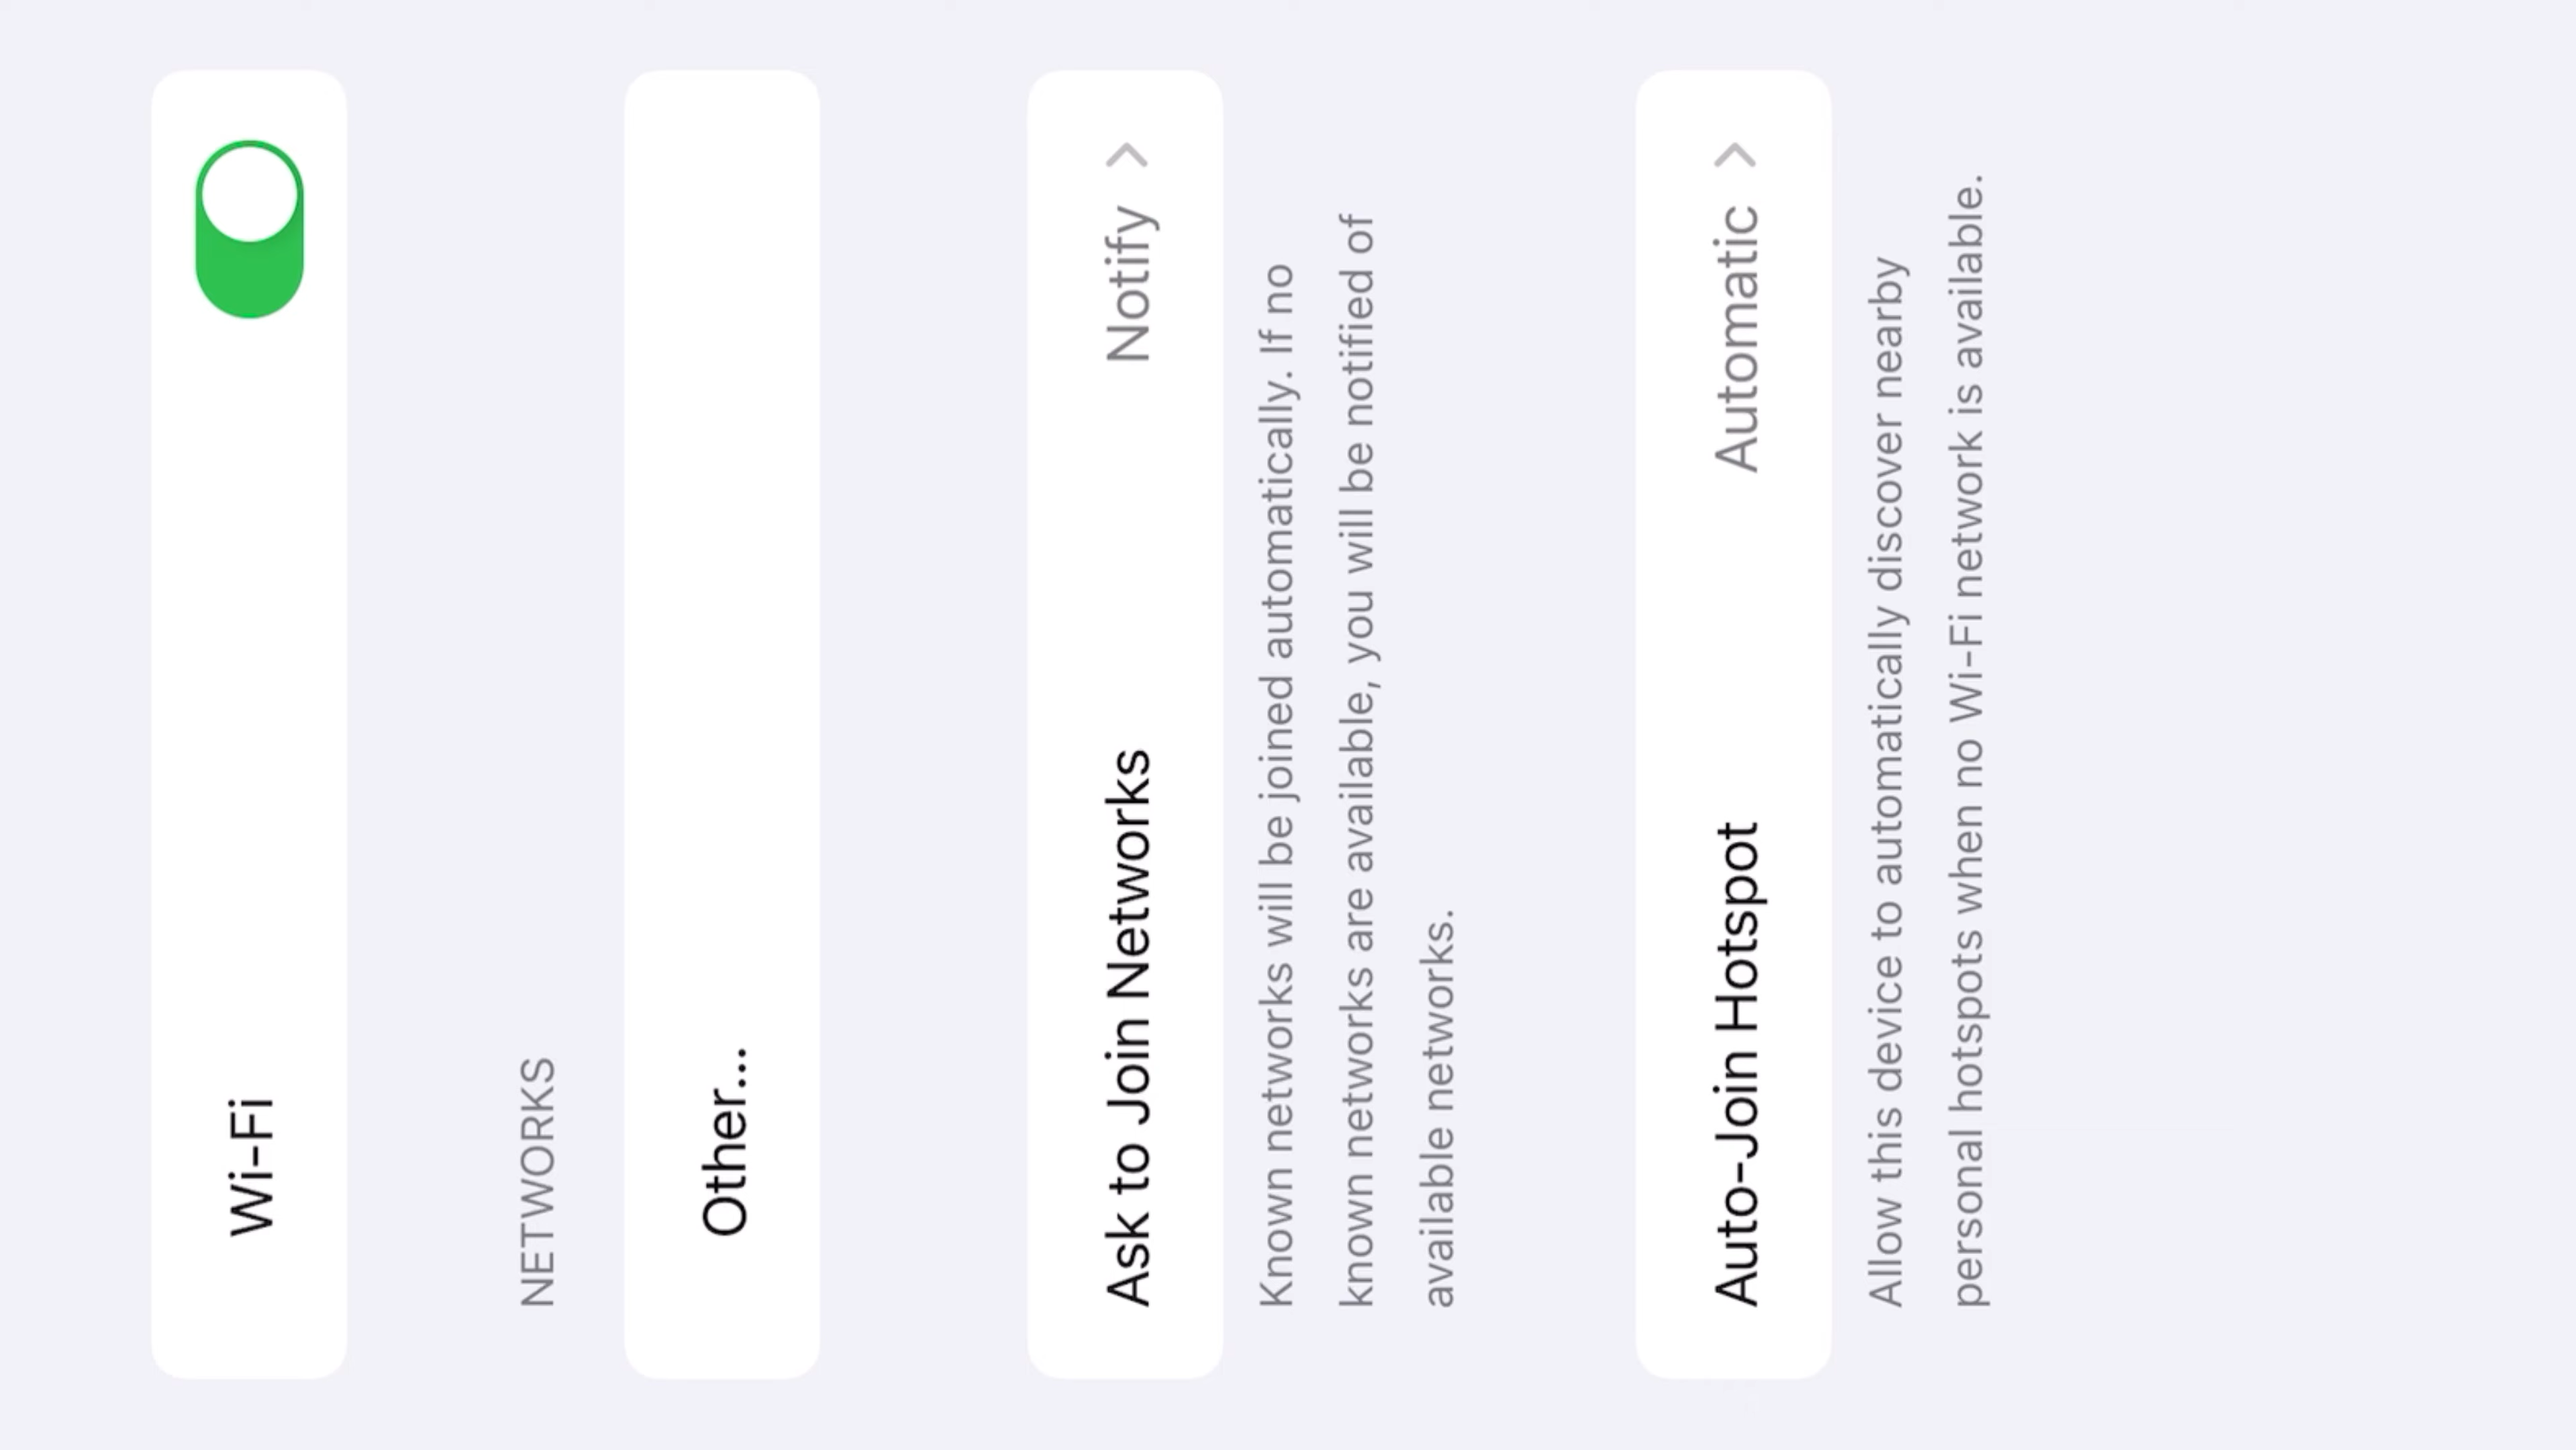 Wi-Fi
NETWORKS
Other...
Ask to Join Networks Notify
Known networks will be joined automatically. If no
known networks are available, you will be notified of
available networks.
Auto-Join Hotspot Automatic
Allow this device to automatically discover nearby
personal hotspots when no Wi-Fi network is available.